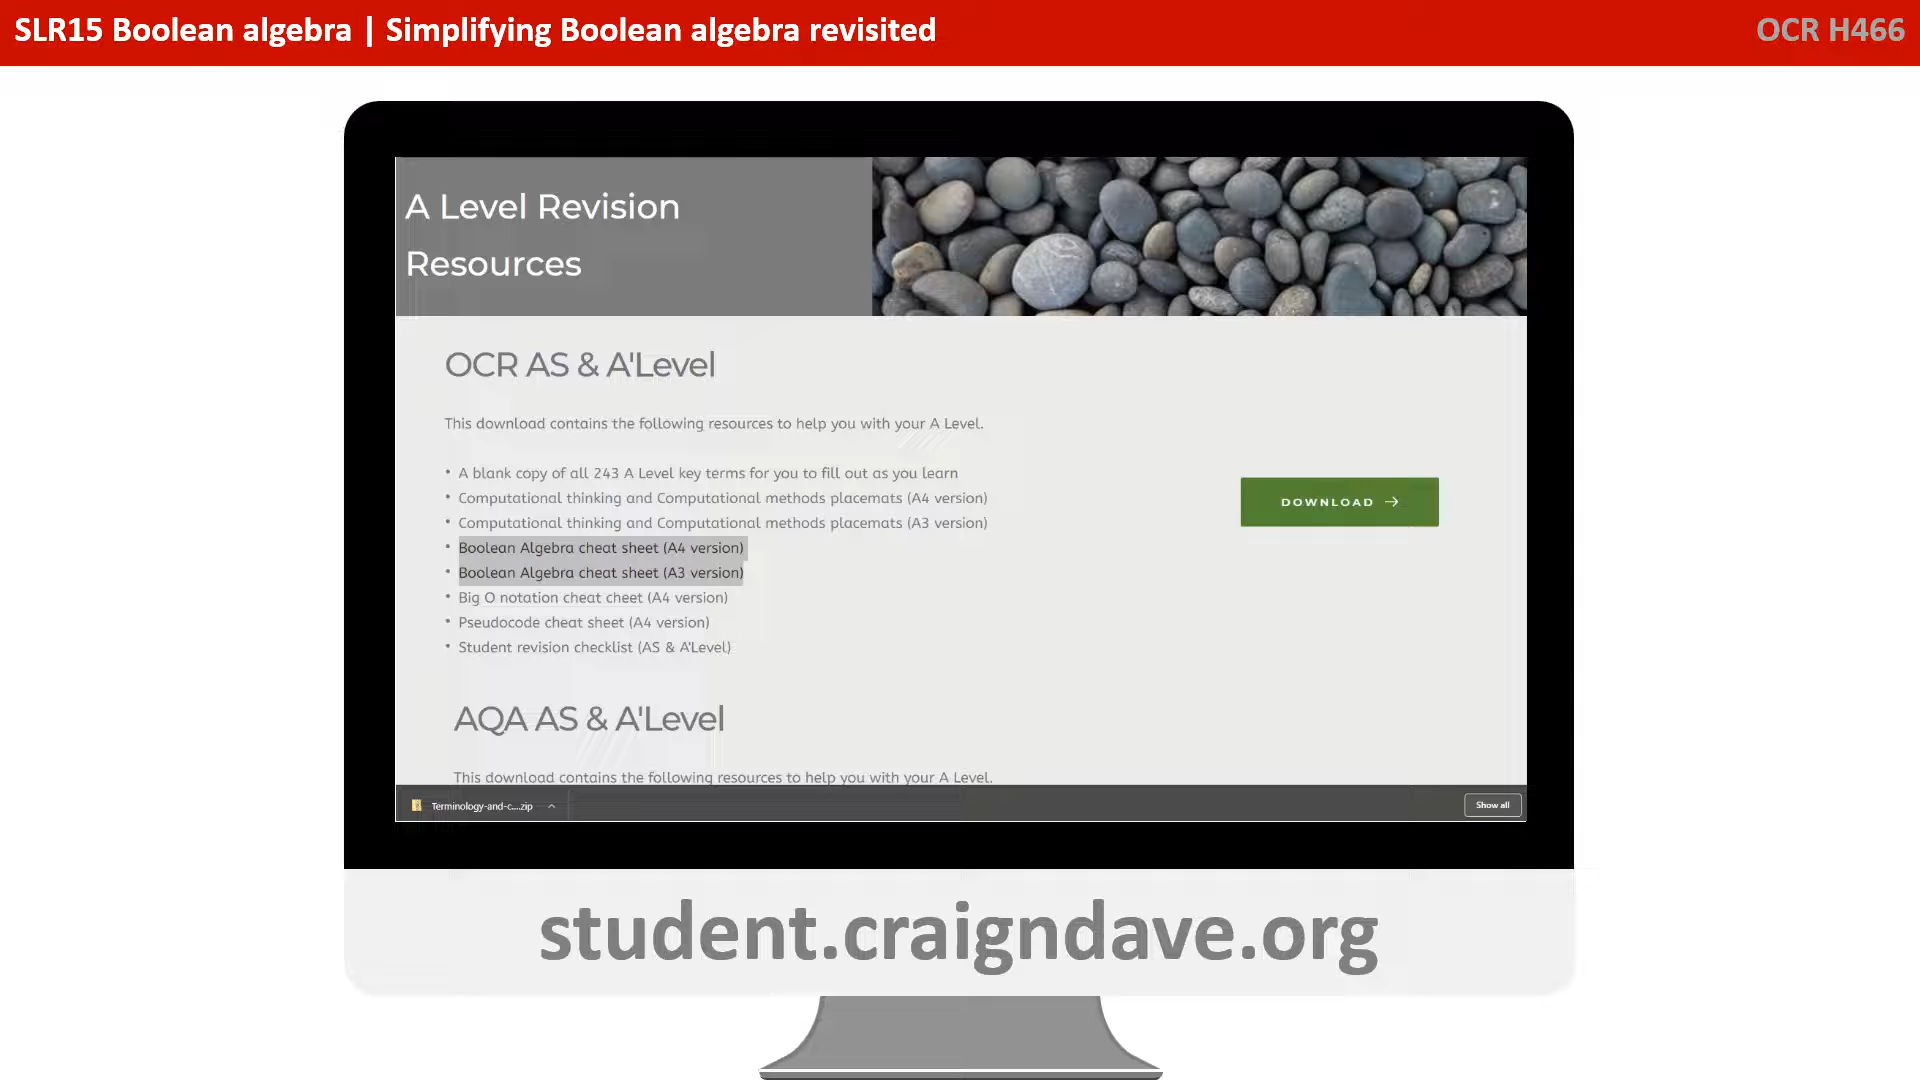 SLR15 Boolean algebra | Simplifying Boolean algebra revisited
OCR H466
A Level Revision
Resources
OCR AS & A'Level
This download contains the following resources to help you with your A Level.
• A blank copy of all 243 A Level key terms for you to fill out as you learn
• Computational thinking and Computational methods placemats (A4 version)
• Computational thinking and Computational methods placemats (A3 version)
• Boolean Algebra cheat sheet (A4 version)
• Boolean Algebra cheat sheet (A3 version)
• Big O notation cheat cheet (A4 version)
• Pseudocode cheat sheet (A4 version)
• Student revision checklist (AS & A'Level)
DOWNLOAD →
AQA AS & A'Level
This download contains the following resources to help you with your A Level.
Terminology-and-c....zip
Show all
student.craigndave.org